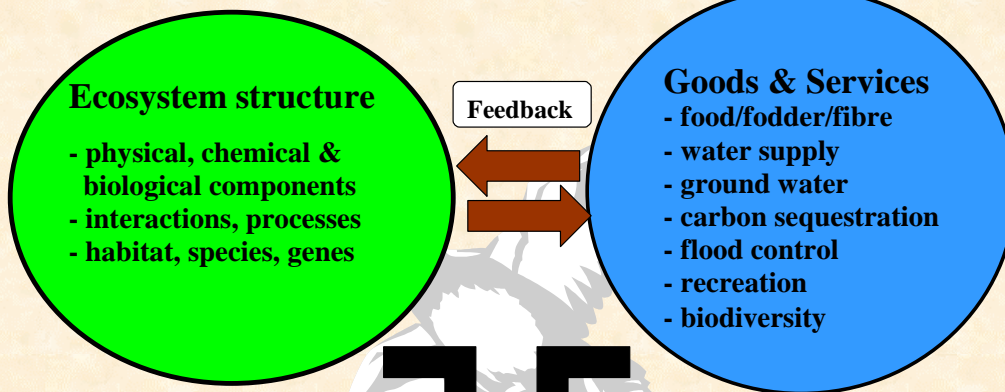 Ecosystem structure
- physical, chemical &
biological components
- interactions, processes
- habitat, species, genes
Feedback
Goods & Services
- food/fodder/fibre
- water supply
- ground water
- carbon sequestration
- flood control
- recreation
- biodiversity